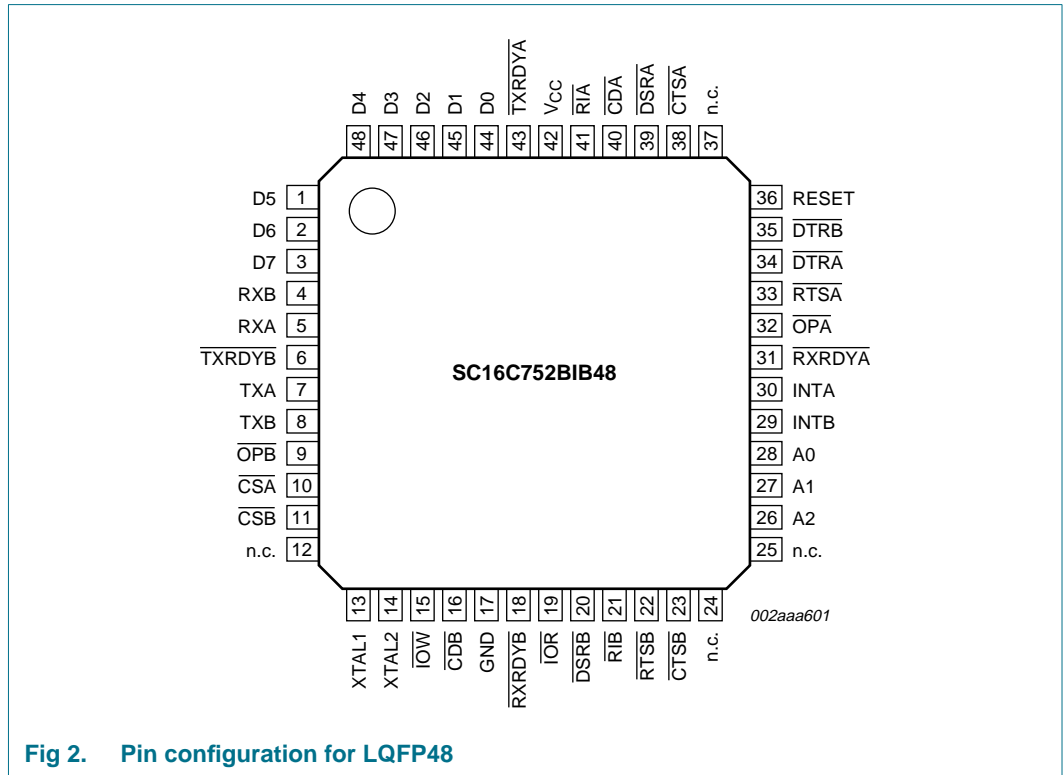 D4 D3 D2 D1 D0 TXRDYA VCC RIA CDA DSRA CTSA n.c.
48 47 46 45 44 43 42 41 40 39 38 37
D5 1 36 RESET
D6 2 35 DTRB
D7 3 34 DTRA
RXB 4 33 RTSA
RXA 5 32 OPA
TXRDYB 6 31 RXRDYA
SC16C752BIB48
TXA 7 30 INTA
TXB 8 29 INTB
OPB 9 28 A0
CSA 10 27 A1
CSB 11 26 A2
n.c. 12 25 n.c.
13 14 15 16 17 18 19 20 21 22 23 24
XTAL1 XTAL2 IOW CDB GND RXRDYB IOR DSRB RIB RTSB CTSB n.c.
002aaa601
Fig 2. Pin configuration for LQFP48